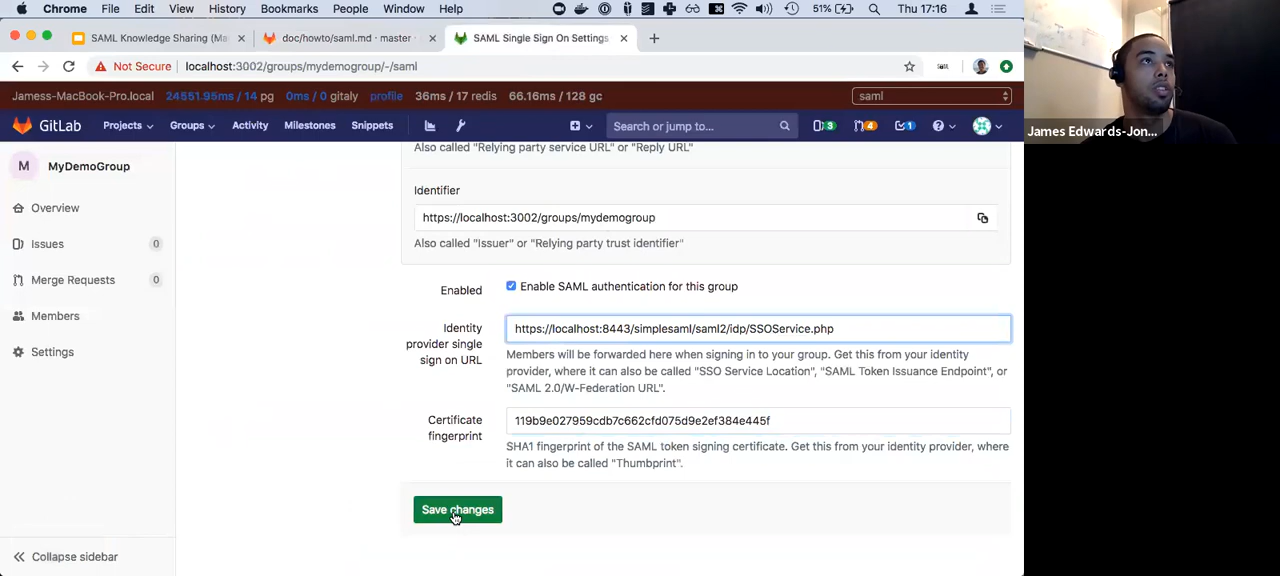 Chrome File Edit View History Bookmarks People Window Help 51% Thu 17:16
SAML Knowledge Sharing (Ma
doc/howto/saml.md · master ·
SAML Single Sign On Settings ·
Not Secure localhost:3002/groups/mydemogroup/-/saml
Jamess-MacBook-Pro.local 24551.95ms / 14 pg 0ms / 0 gitaly profile 36ms / 17 redis 66.16ms / 128 gc saml
GitLab Projects Groups Activity Milestones Snippets Search or jump to... 3 4 1
James Edwards-Jon...
M MyDemoGroup
Overview
Issues 0
Merge Requests 0
Members
Settings
Collapse sidebar
Also called "Relying party service URL" or "Reply URL"
Identifier
https://localhost:3002/groups/mydemogroup
Also called "Issuer" or "Relying party trust identifier"
Enabled
Enable SAML authentication for this group
Identity
provider single
sign on URL
https://localhost:8443/simplesaml/saml2/idp/SSOService.php
Members will be forwarded here when signing in to your group. Get this from your identity
provider, where it can also be called "SSO Service Location", "SAML Token Issuance Endpoint", or
"SAML 2.0/W-Federation URL".
Certificate
fingerprint
119b9e027959cdb7c662cfd075d9e2ef384e445f
SHA1 fingerprint of the SAML token signing certificate. Get this from your identity provider, where
it can also be called "Thumbprint".
Save changes